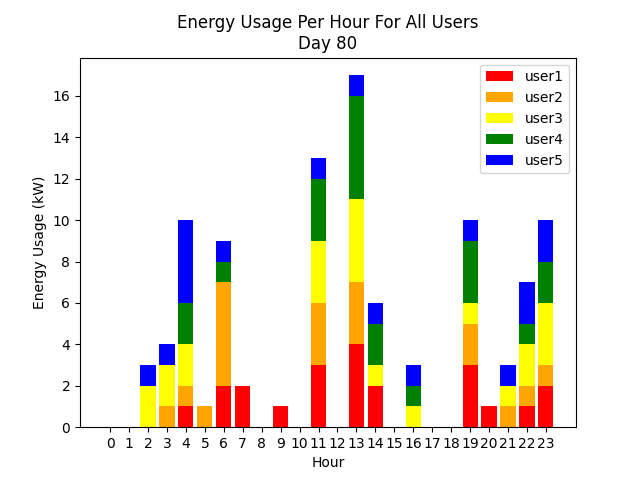 Energy Usage Per Hour For All Users
Day 80
user1
user2
user3
user4
user5
16
14
12
10
8
6
4
2
0
Energy Usage (kW)
0 1 2 3 4 5 6 7 8 9 10 11 12 13 14 15 16 17 18 19 20 21 22 23
Hour